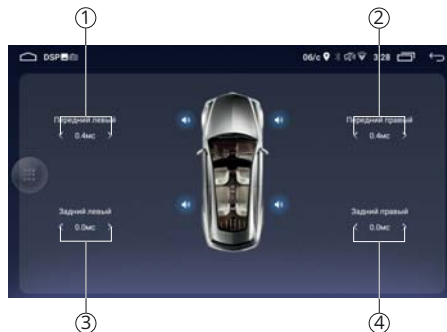 ① ②
DSP 06/c 3:28
Передний левый Передний правый
0.4мс 0.4мс
Задний левый Задний правый
0.0мс 0.0мс
③ ④